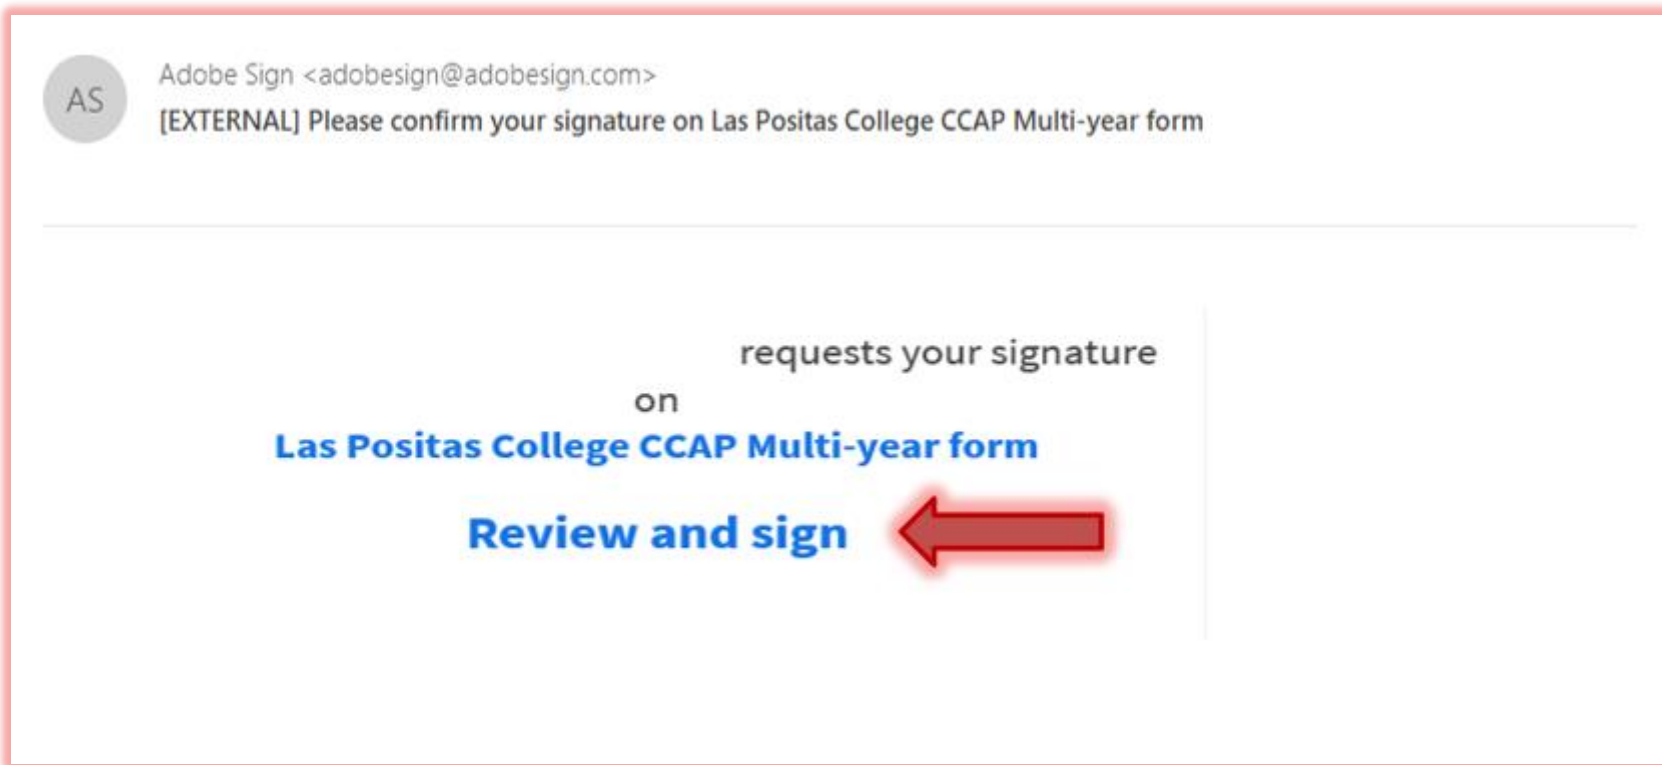 AS
Adobe Sign <adobesign@adobesign.com>
[EXTERNAL] Please confirm your signature on Las Positas College CCAP Multi-year form
requests your signature
on
Las Positas College CCAP Multi-year form
Review and sign